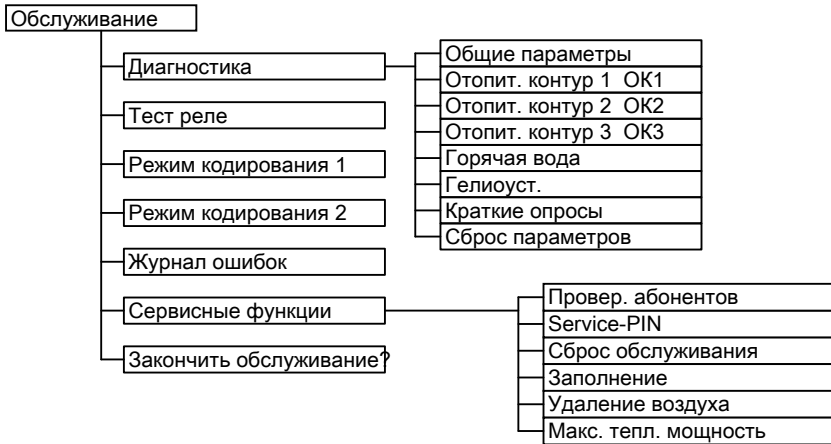 Обслуживание
Диагностика
Общие параметры
Отопит. контур 1 ОК1
Отопит. контур 2 ОК2
Отопит. контур 3 ОК3
Горячая вода
Гелиоуст.
Краткие опросы
Сброс параметров
Тест реле
Режим кодирования 1
Режим кодирования 2
Журнал ошибок
Сервисные функции
Провер. абонентов
Service-PIN
Сброс обслуживания
Заполнение
Удаление воздуха
Макс. тепл. мощность
Закончить обслуживание?